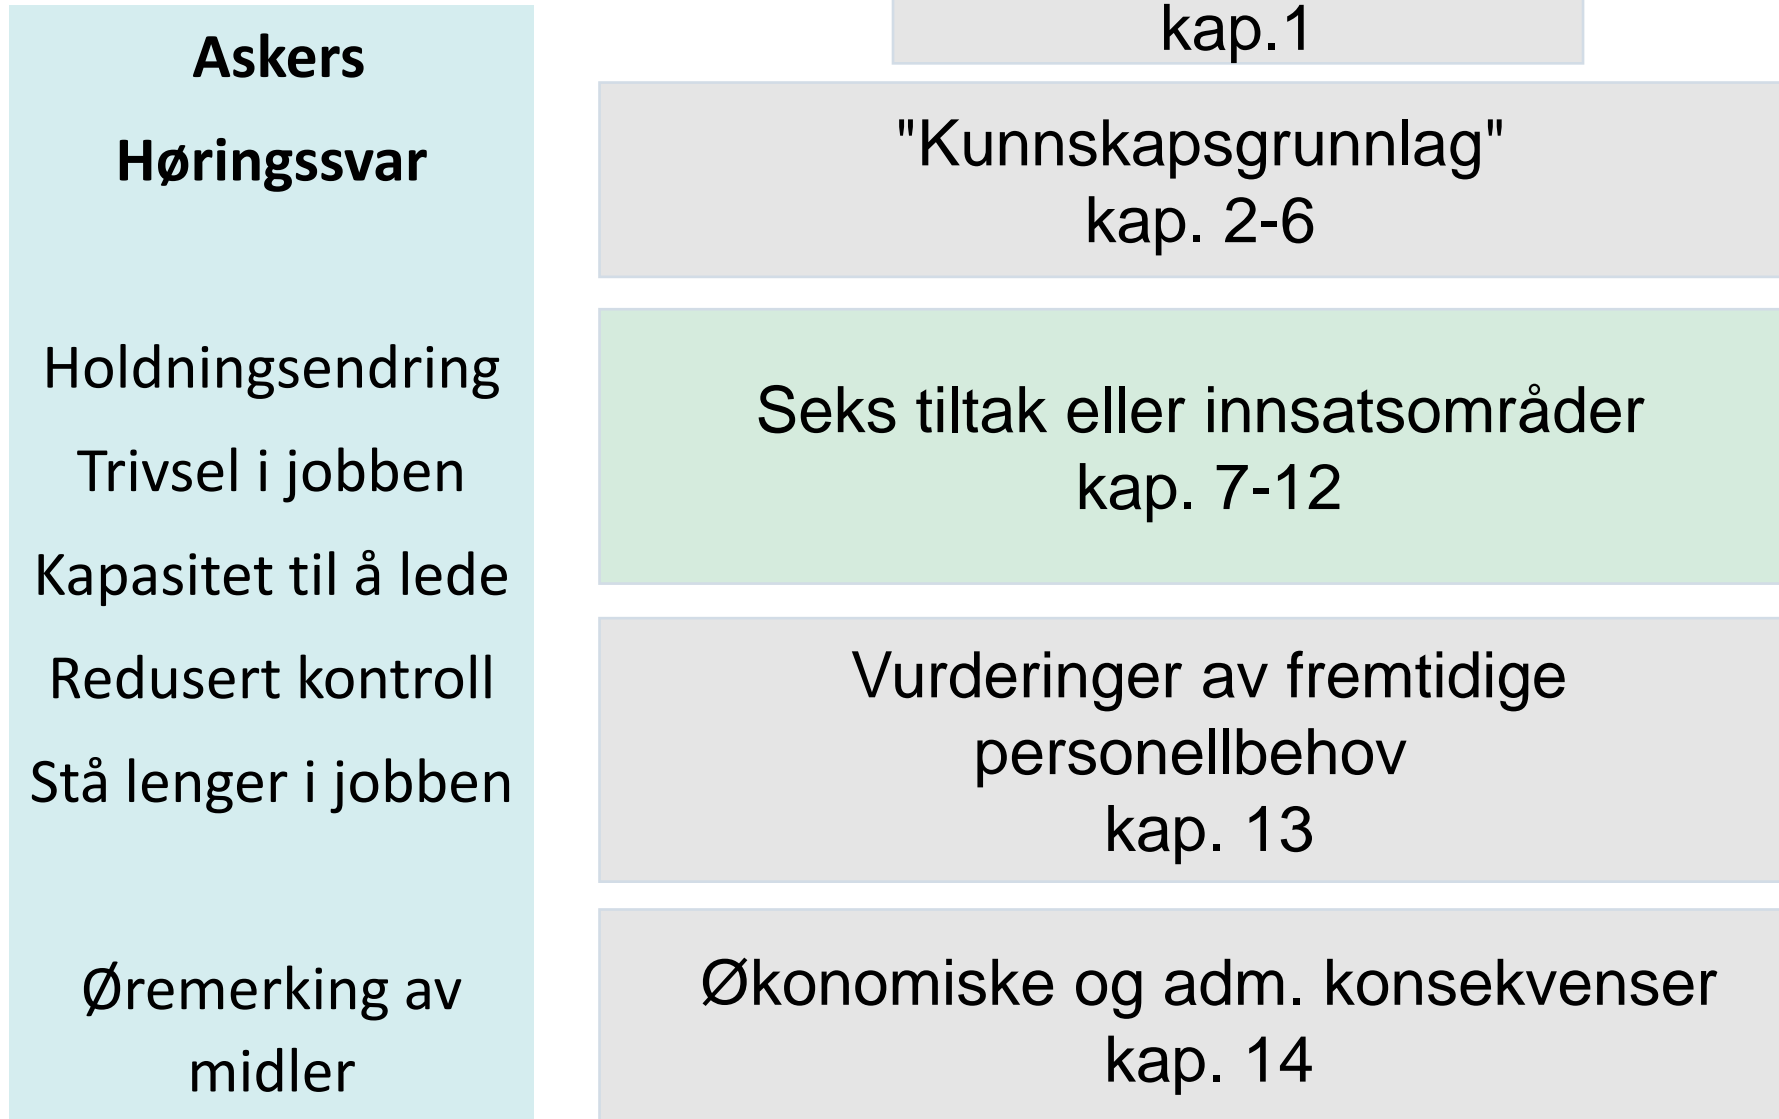 Askers
Høringssvar
Holdningsendring
Trivsel i jobben
Kapasitet til å lede
Redusert kontroll
Stå lenger i jobben
Øremerking av
midler
kap.1
"Kunnskapsgrunnlag"
kap. 2-6
Seks tiltak eller innsatsområder
kap. 7-12
Vurderinger av fremtidige
personellbehov
kap. 13
Økonomiske og adm. konsekvenser
kap. 14